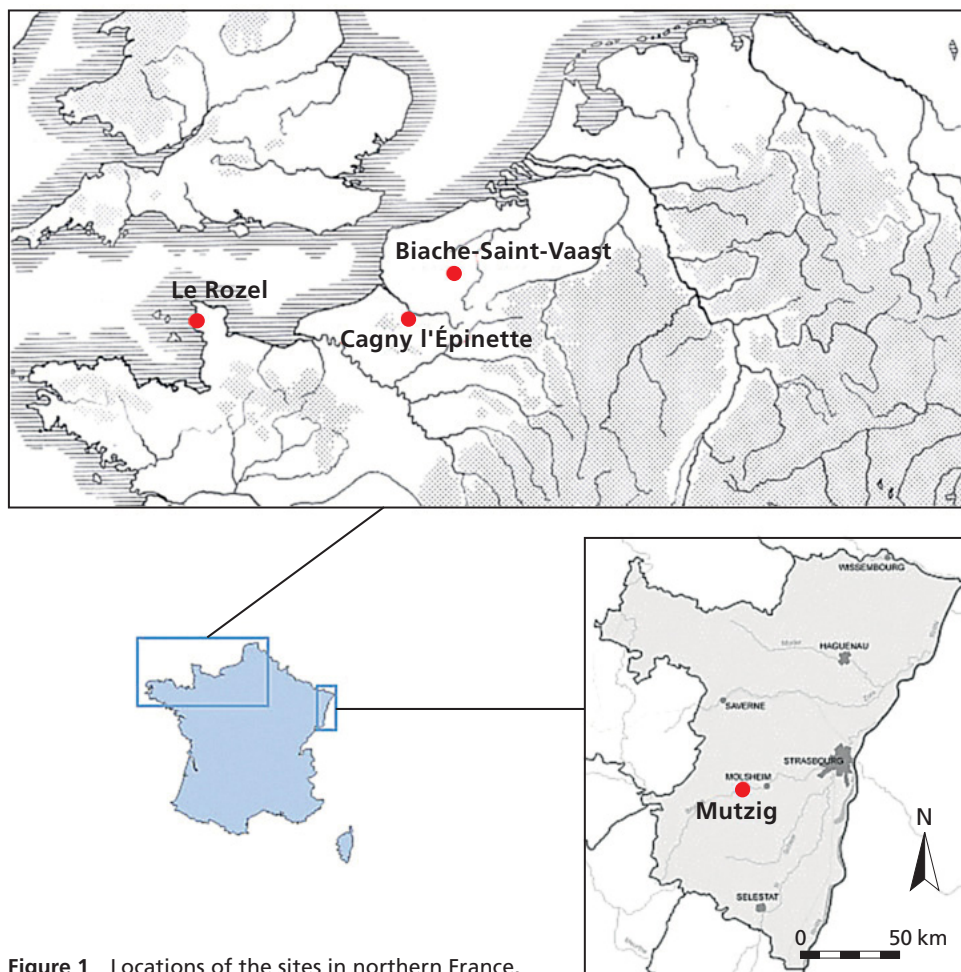 Biache-Saint-Vaast
Le Rozel
Cagny l'Épinette
WISSEMBOURG
HAGUENAU
SAVERNE
STRASBOURG
MOLSHEIM
Mutzig
N
SELESTAT
0 50 km
Figure 1 Locations of the sites in northern France.